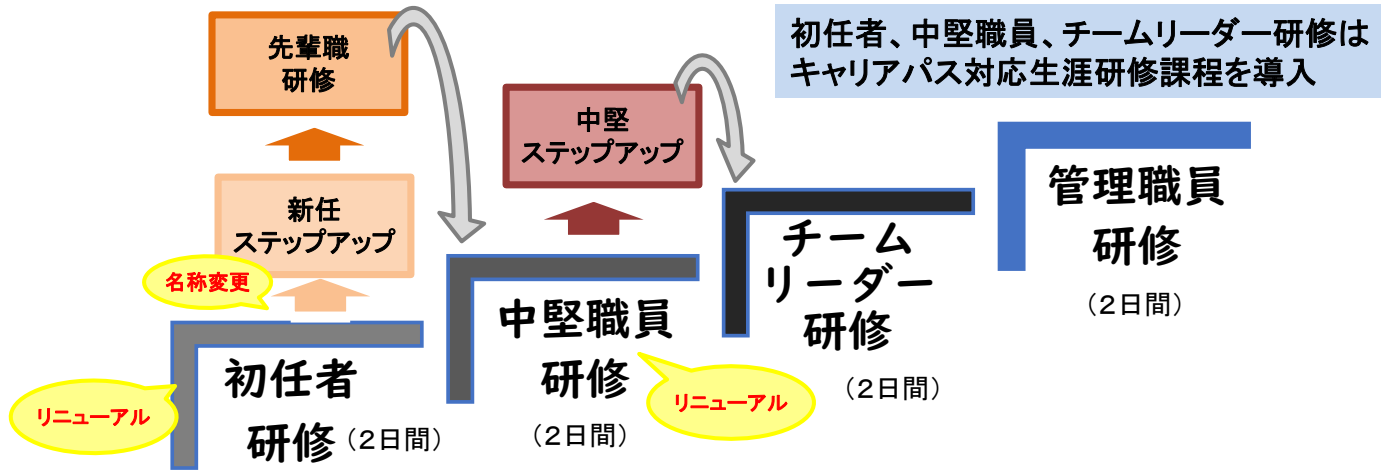 初任者、中堅職員、チームリーダー研修は
キャリアパス対応生涯研修課程を導入
先輩職
研修
新任
ステップアップ
名称変更
リニューアル
初任者
研修(2日間)
中堅
ステップアップ
中堅職員
研修
(2日間)
リニューアル
チーム
リーダー
研修
(2日間)
管理職員
研修
(2日間)